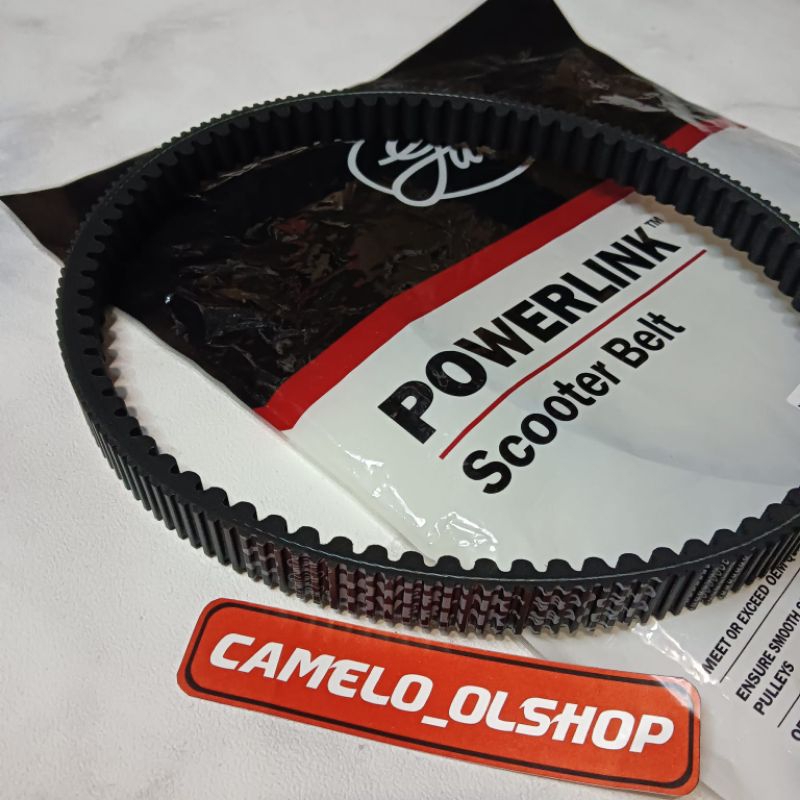 POWERLINK™
Scooter Belt
MEET OR EXCEED OEM
ENSURE SMOOTH
PULLEYS
CAMELO_OLSHOP